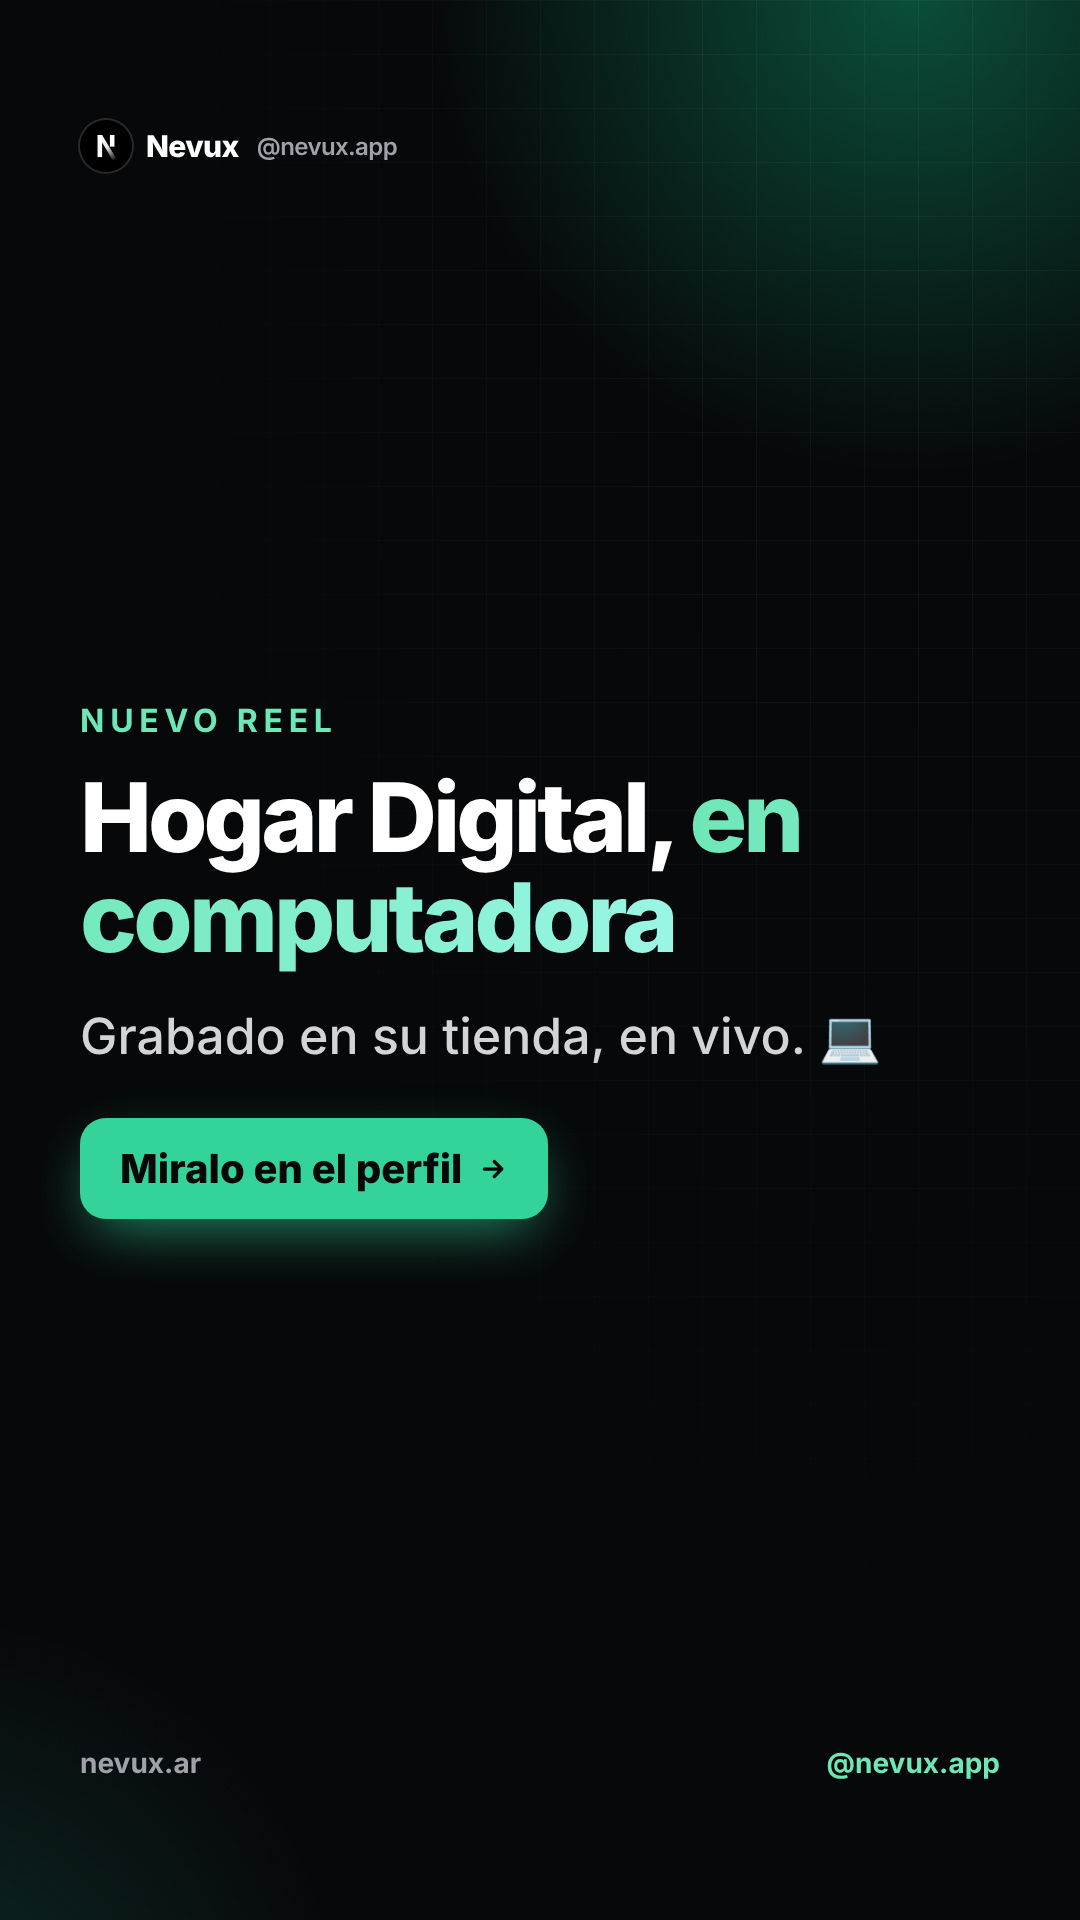 N Nevux @nevux.app
NUEVO REEL
Hogar Digital, en
computadora
Grabado en su tienda, en vivo. 💻
Miralo en el perfil →
nevux.ar
@nevux.app